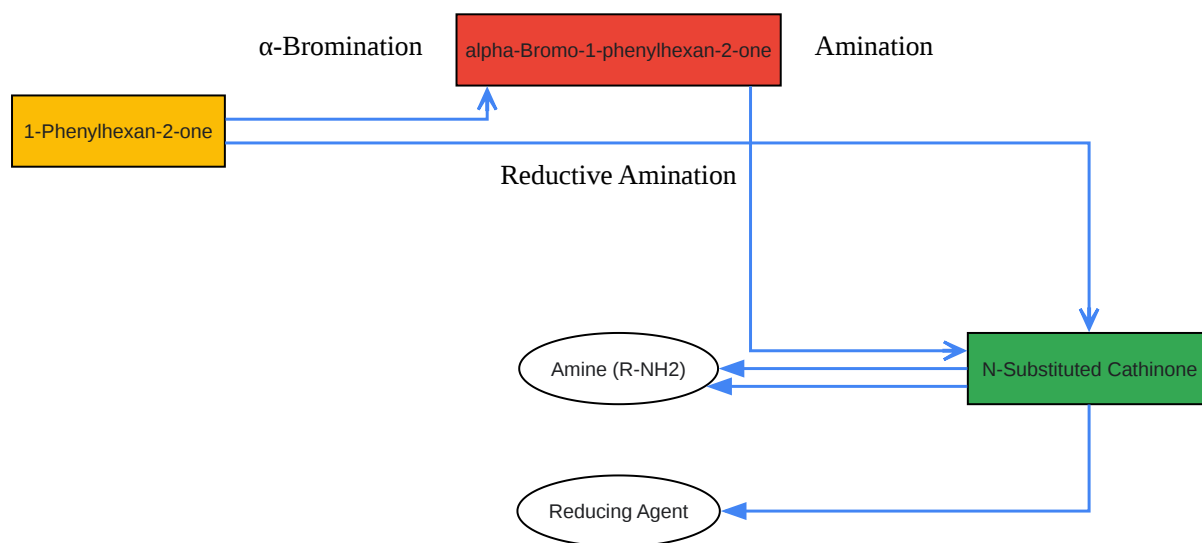 α-Bromination
alpha-Bromo-1-phenylhexan-2-one
Amination
1-Phenylhexan-2-one
Reductive Amination
Amine (R-NH2)
N-Substituted Cathinone
Reducing Agent